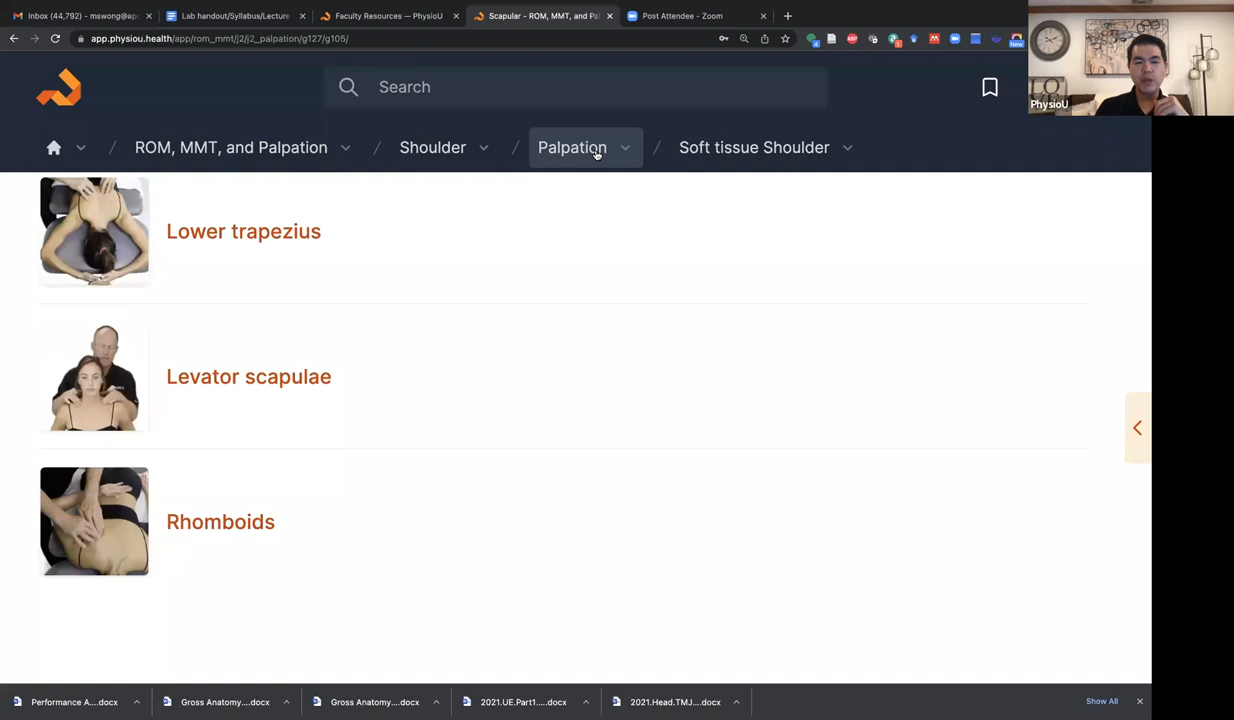 Inbox (44,792) - mswong@ap
Lab handout/Syllabus/Lecture
Faculty Resources — PhysioU
Scapular - ROM, MMT, and Pal
Post Attendee - Zoom
app.physiou.health/app/rom_mmt/j2/j2_palpation/g127/g105/
New
Search
PhysioU
/ ROM, MMT, and Palpation / Shoulder / Palpation / Soft tissue Shoulder
Lower trapezius
Levator scapulae
Rhomboids
Performance A....docx
Gross Anatomy....docx
Gross Anatomy....docx
2021.UE.Part1.....docx
2021.Head.TMJ....docx
Show All